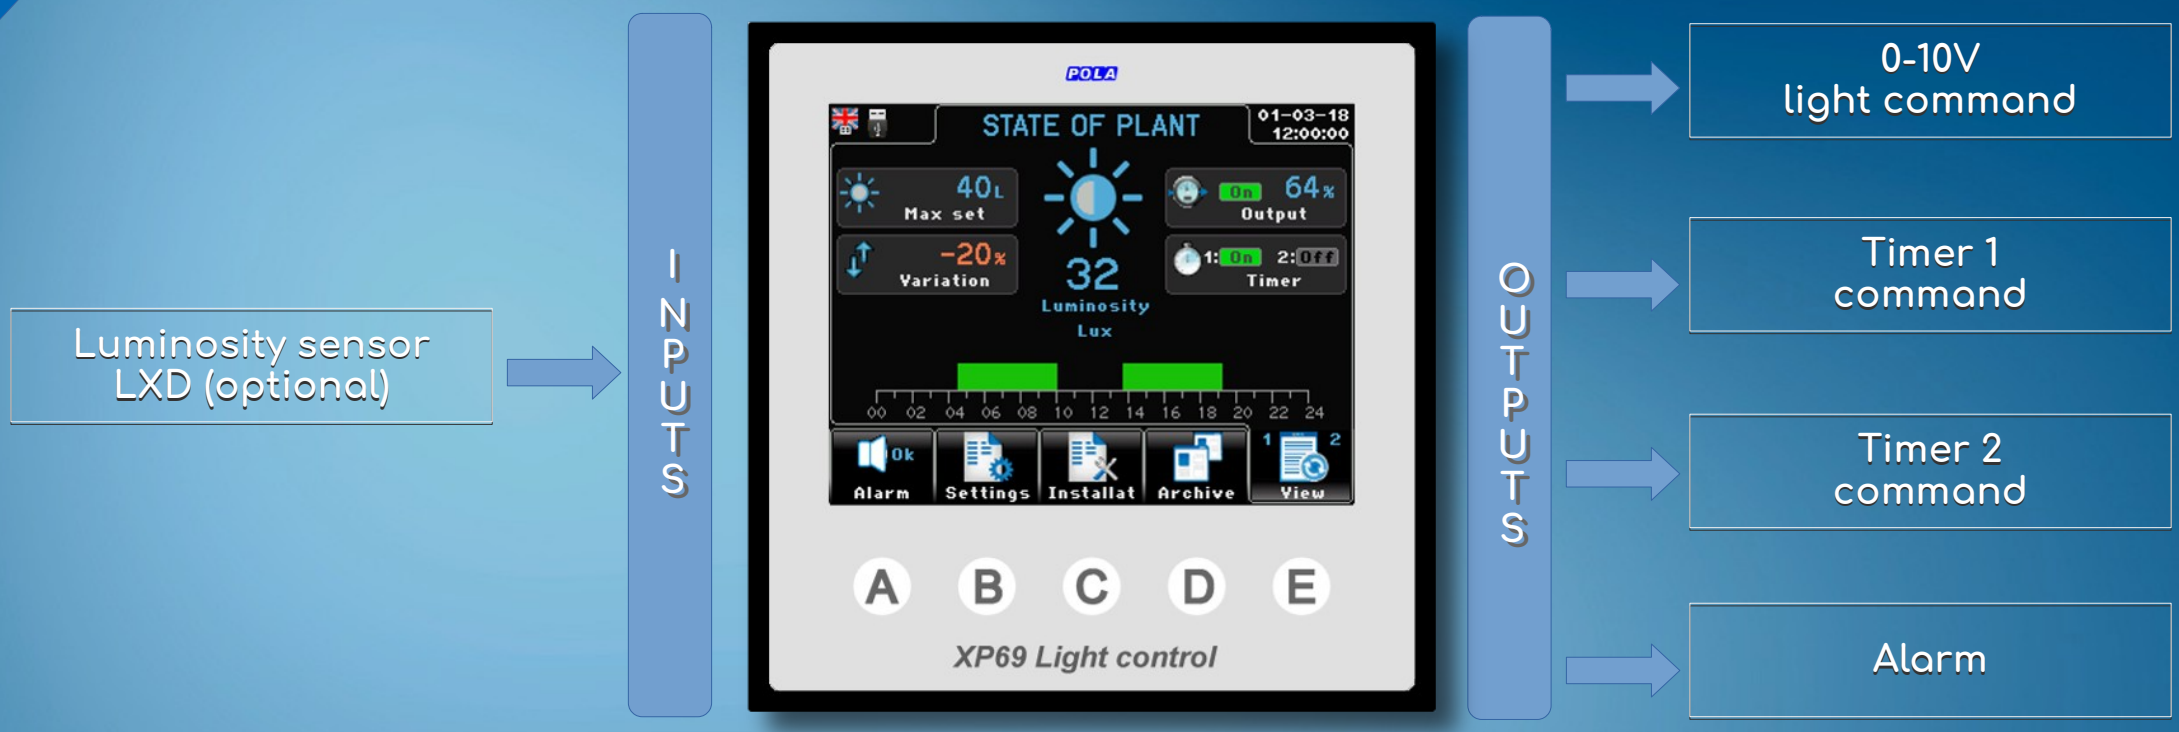 Luminosity sensor
LXD (optional)
INPUTS
POLA
STATE OF PLANT
01-03-18
12:00:00
40L
Max set
-20%
Variation
32
Luminosity
Lux
On 64%
Output
1: On 2: Off
Timer
00 02 04 06 08 10 12 14 16 18 20 22 24
Ok
Alarm
Settings
Installat
Archive
1 2
View
A B C D E
XP69 Light control
OUTPUTS
0-10V
light command
Timer 1
command
Timer 2
command
Alarm